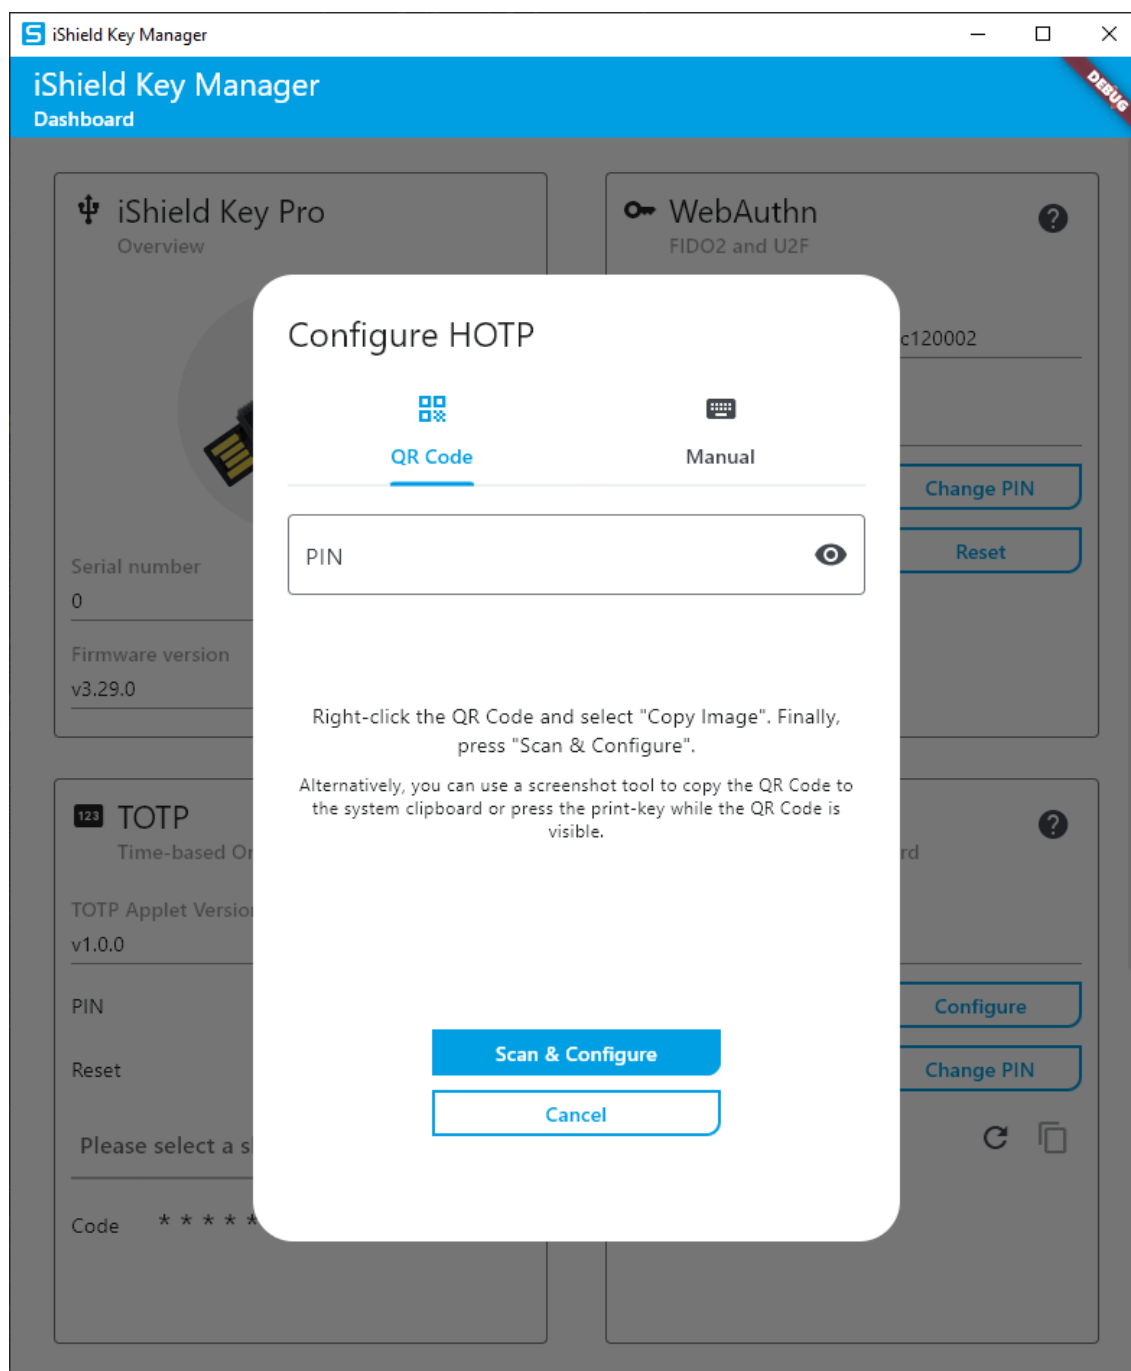 iShield Key Manager
iShield Key Manager
Dashboard
DEBUG
iShield Key Pro
Overview
WebAuthn
FIDO2 and U2F
c120002
Change PIN
Reset
Serial number
0
Firmware version
v3.29.0
Configure HOTP
QR Code
Manual
PIN
Right-click the QR Code and select "Copy Image". Finally,
press "Scan & Configure".
Alternatively, you can use a screenshot tool to copy the QR Code to
the system clipboard or press the print-key while the QR Code is
visible.
Scan & Configure
Cancel
123
TOTP
Time-based Or
TOTP Applet Version
v1.0.0
PIN
Reset
Please select a s
Code * * * * *
rd
Configure
Change PIN